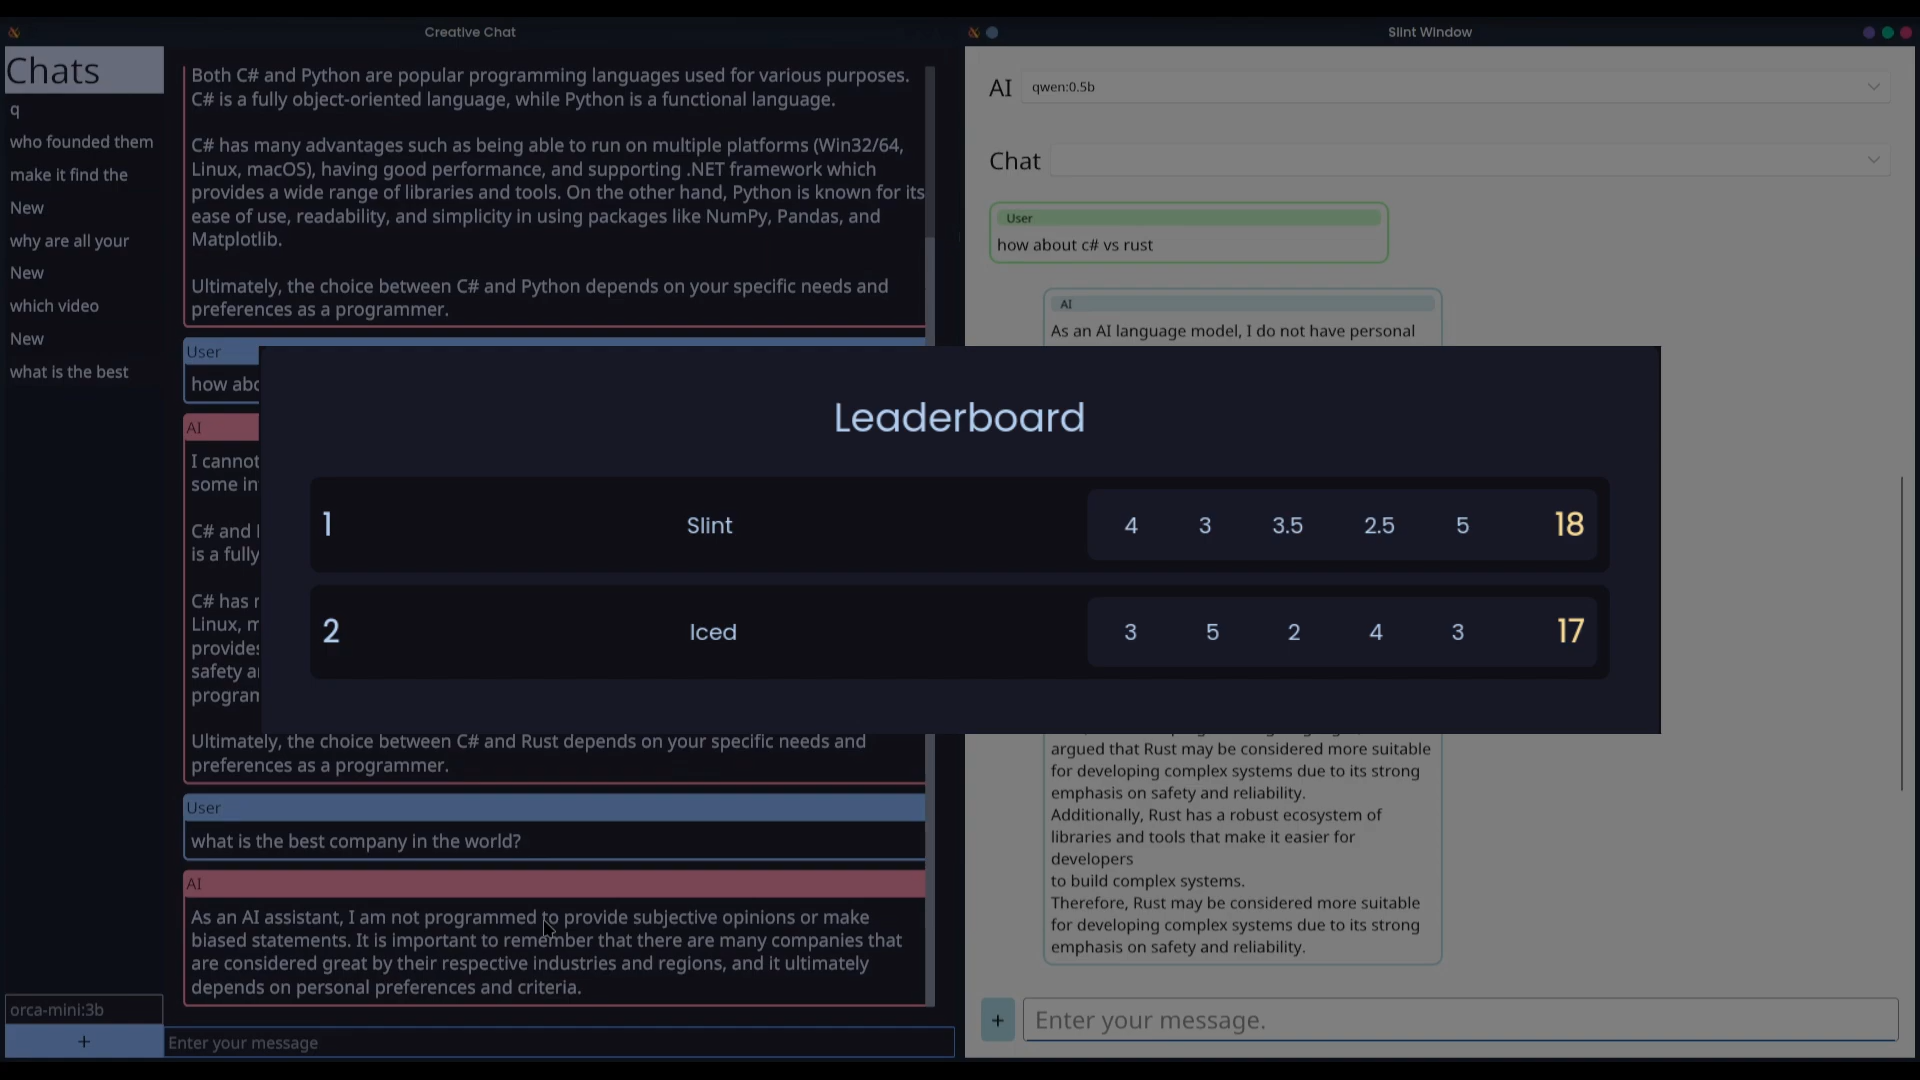 Creative Chat
Chats
q
who founded them
make it find the
New
why are all your
New
which video
New
what is the best
orca-mini:3b
+
Both C# and Python are popular programming languages used for various purposes.
C# is a fully object-oriented language, while Python is a functional language.
C# has many advantages such as being able to run on multiple platforms (Win32/64,
Linux, macOS), having good performance, and supporting .NET framework which
provides a wide range of libraries and tools. On the other hand, Python is known for its
ease of use, readability, and simplicity in using packages like NumPy, Pandas, and
Matplotlib.
Ultimately, the choice between C# and Python depends on your specific needs and
preferences as a programmer.
User
how abo
AI
I cannot
some in
C# and
is a fully
C# has
Linux, m
provides
safety a
program
Ultimately, the choice between C# and Rust depends on your specific needs and
preferences as a programmer.
User
what is the best company in the world?
AI
As an AI assistant, I am not programmed to provide subjective opinions or make
biased statements. It is important to remember that there are many companies that
are considered great by their respective industries and regions, and it ultimately
depends on personal preferences and criteria.
Enter your message
Slint Window
AI qwen:0.5b
Chat
User
how about c# vs rust
AI
As an AI language model, I do not have personal
Leaderboard
1 Slint 4 3 3.5 2.5 5 18
2 Iced 3 5 2 4 3 17
argued that Rust may be considered more suitable
for developing complex systems due to its strong
emphasis on safety and reliability.
Additionally, Rust has a robust ecosystem of
libraries and tools that make it easier for
developers
to build complex systems.
Therefore, Rust may be considered more suitable
for developing complex systems due to its strong
emphasis on safety and reliability.
+
Enter your message.